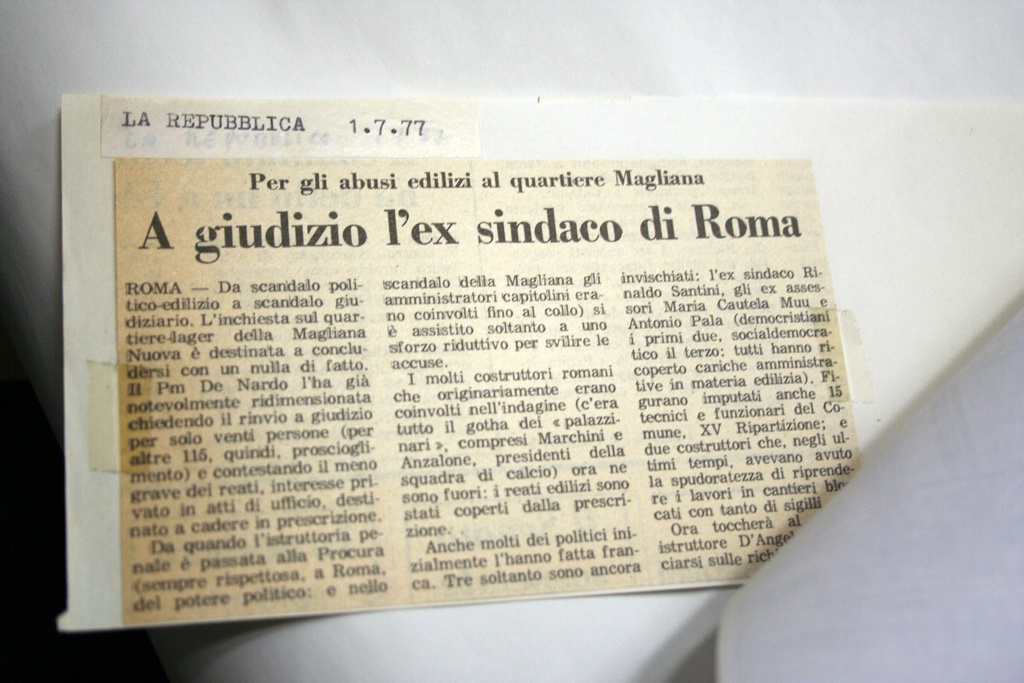 LA REPUBBLICA 1.7.77
Per gli abusi edilizi al quartiere Magliana
A giudizio l'ex sindaco di Roma
ROMA — Da scandalo poli-
tico-edilizio a scandalo giu-
diziario. L'inchiesta sul quar-
tiere-lager della Magliana
Nuova è destinata a conclu-
dersi con un nulla di fatto.
Il Pm De Nardo l'ha già
notevolmente ridimensionata
chiedendo il rinvio a giudizio
per solo venti persone (per
altre 115, quindi, prosciogli-
mento) e contestando il meno
grave dei reati, interesse pri-
vato in atti di ufficio, desti-
nato a cadere in prescrizione.
Da quando l'istruttoria pe-
nale è passata alla Procura
(sempre rispettosa, a Roma,
del potere politico: e nello
scandalo della Magliana gli
amministratori capitolini era-
no coinvolti fino al collo) si
è assistito soltanto a uno
sforzo riduttivo per svilire le
accuse.
I molti costruttori romani
che originariamente erano
coinvolti nell'indagine (c'era
tutto il gotha dei « palazzi-
nari », compresi Marchini e
Anzalone, presidenti della
squadra di calcio) ora ne
sono fuori: i reati edilizi sono
stati coperti dalla prescri-
zione.
Anche molti dei politici ini-
zialmente l'hanno fatta fran-
ca. Tre soltanto sono ancora
invischiati: l'ex sindaco Ri-
naldo Santini, gli ex asses-
sori Maria Cautela Muu e
Antonio Pala (democristiani
i primi due, socialdemocra-
tico il terzo: tutti hanno ri-
coperto cariche amministra-
tive in materia edilizia). Fi-
gurano imputati anche 15
tecnici e funzionari del Co-
mune, XV Ripartizione; e
due costruttori che, negli ul-
timi tempi, avevano avuto
la spudoratezza di riprende-
re i lavori in cantieri bloc-
cati con tanto di sigilli
Ora toccherà al
istruttore D'Angel
ciarsi sulle rich